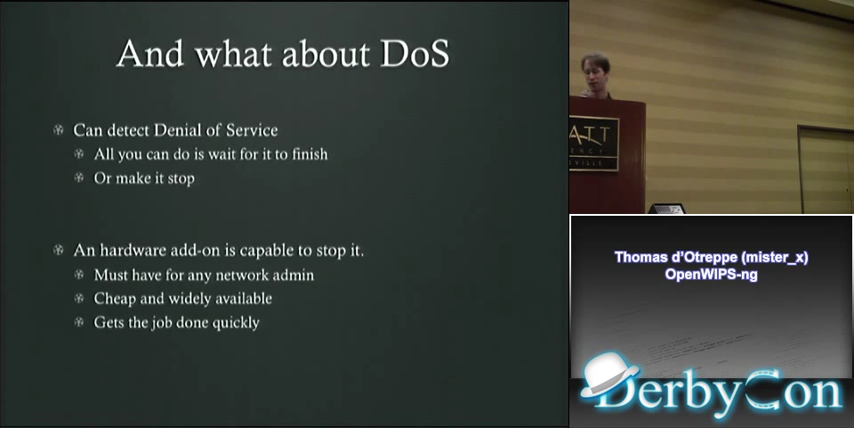 And what about DoS
Can detect Denial of Service
All you can do is wait for it to finish
Or make it stop
An hardware add-on is capable to stop it.
Must have for any network admin
Cheap and widely available
Gets the job done quickly
ATT
Thomas d'Otreppe (mister_x)
OpenWIPS-ng
DerbyCon